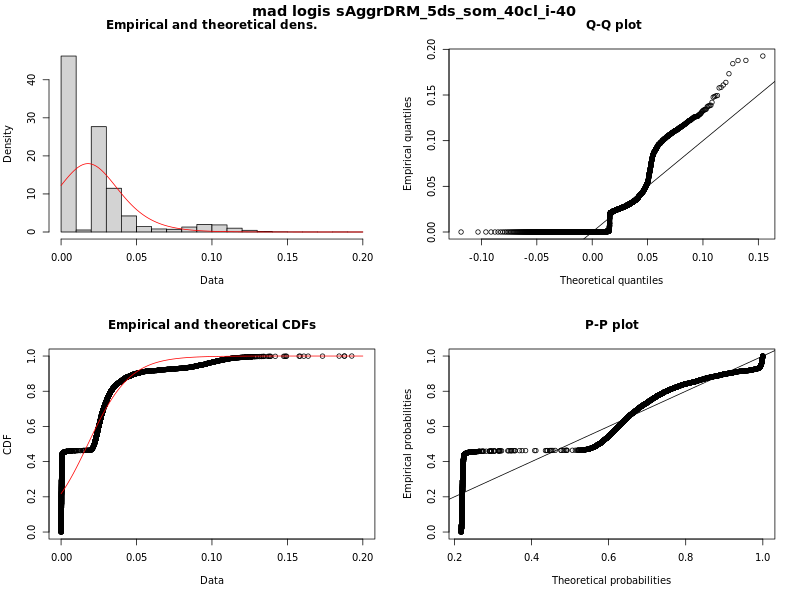 mad logis sAggrDRM_5ds_som_40cl_i-40
Empirical and theoretical dens.
Density
0 10 20 30 40
0.00 0.05 0.10 0.15 0.20
Data
Q-Q plot
Empirical quantiles
0.00 0.05 0.10 0.15 0.20
-0.10 -0.05 0.00 0.05 0.10 0.15
Theoretical quantiles
Empirical and theoretical CDFs
CDF
0.0 0.2 0.4 0.6 0.8 1.0
0.00 0.05 0.10 0.15 0.20
Data
P-P plot
Empirical probabilities
0.0 0.2 0.4 0.6 0.8 1.0
0.2 0.4 0.6 0.8 1.0
Theoretical probabilities